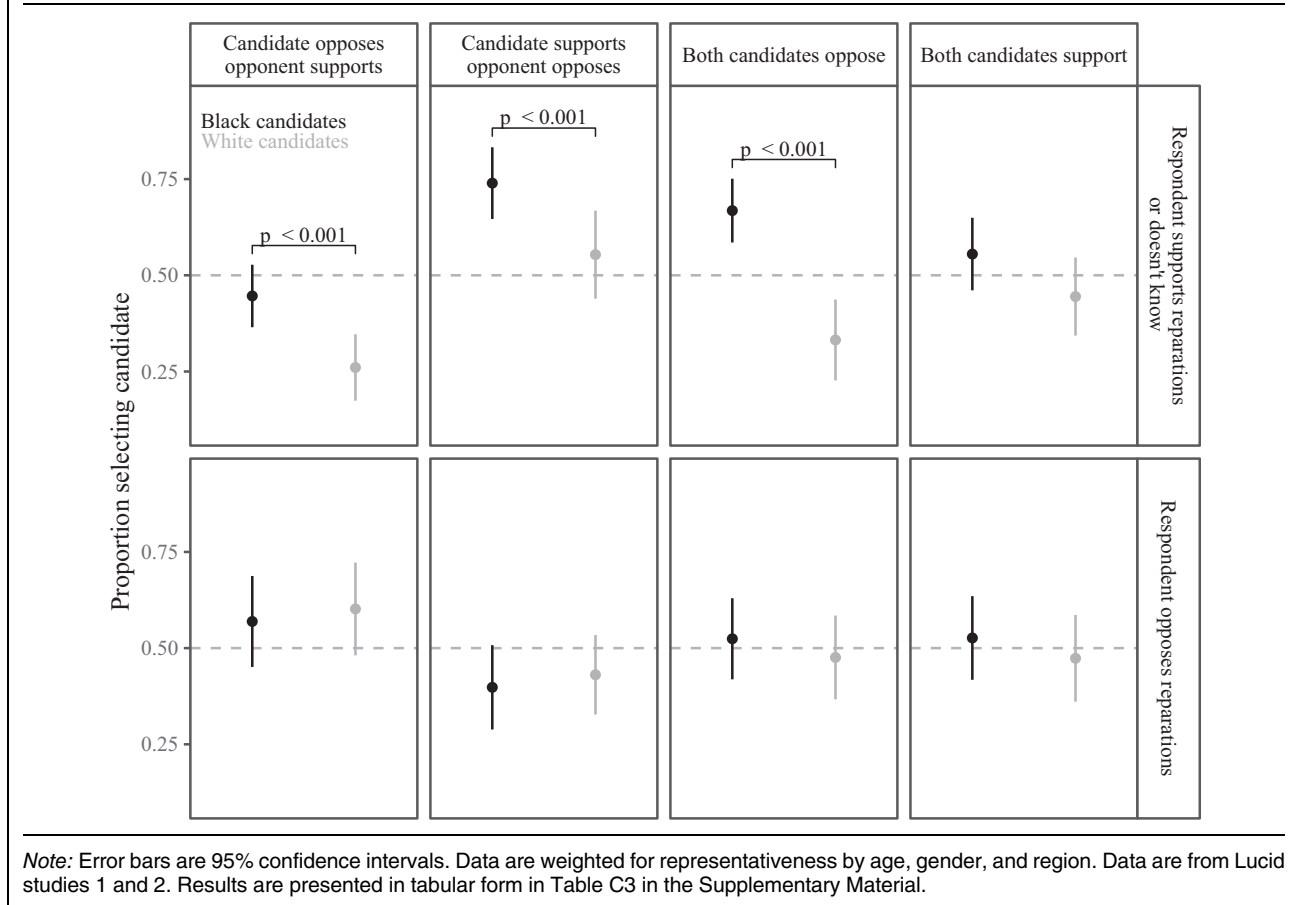 Candidate opposes
opponent supports
Candidate supports
opponent opposes
Both candidates oppose
Both candidates support
Black candidates
White candidates
p < 0.001
p < 0.001
p < 0.001
0.75
0.50
0.25
Respondent supports reparations
or doesn't know
Proportion selecting candidate
0.75
0.50
0.25
Respondent opposes reparations
Note: Error bars are 95% confidence intervals. Data are weighted for representativeness by age, gender, and region. Data are from Lucid
studies 1 and 2. Results are presented in tabular form in Table C3 in the Supplementary Material.